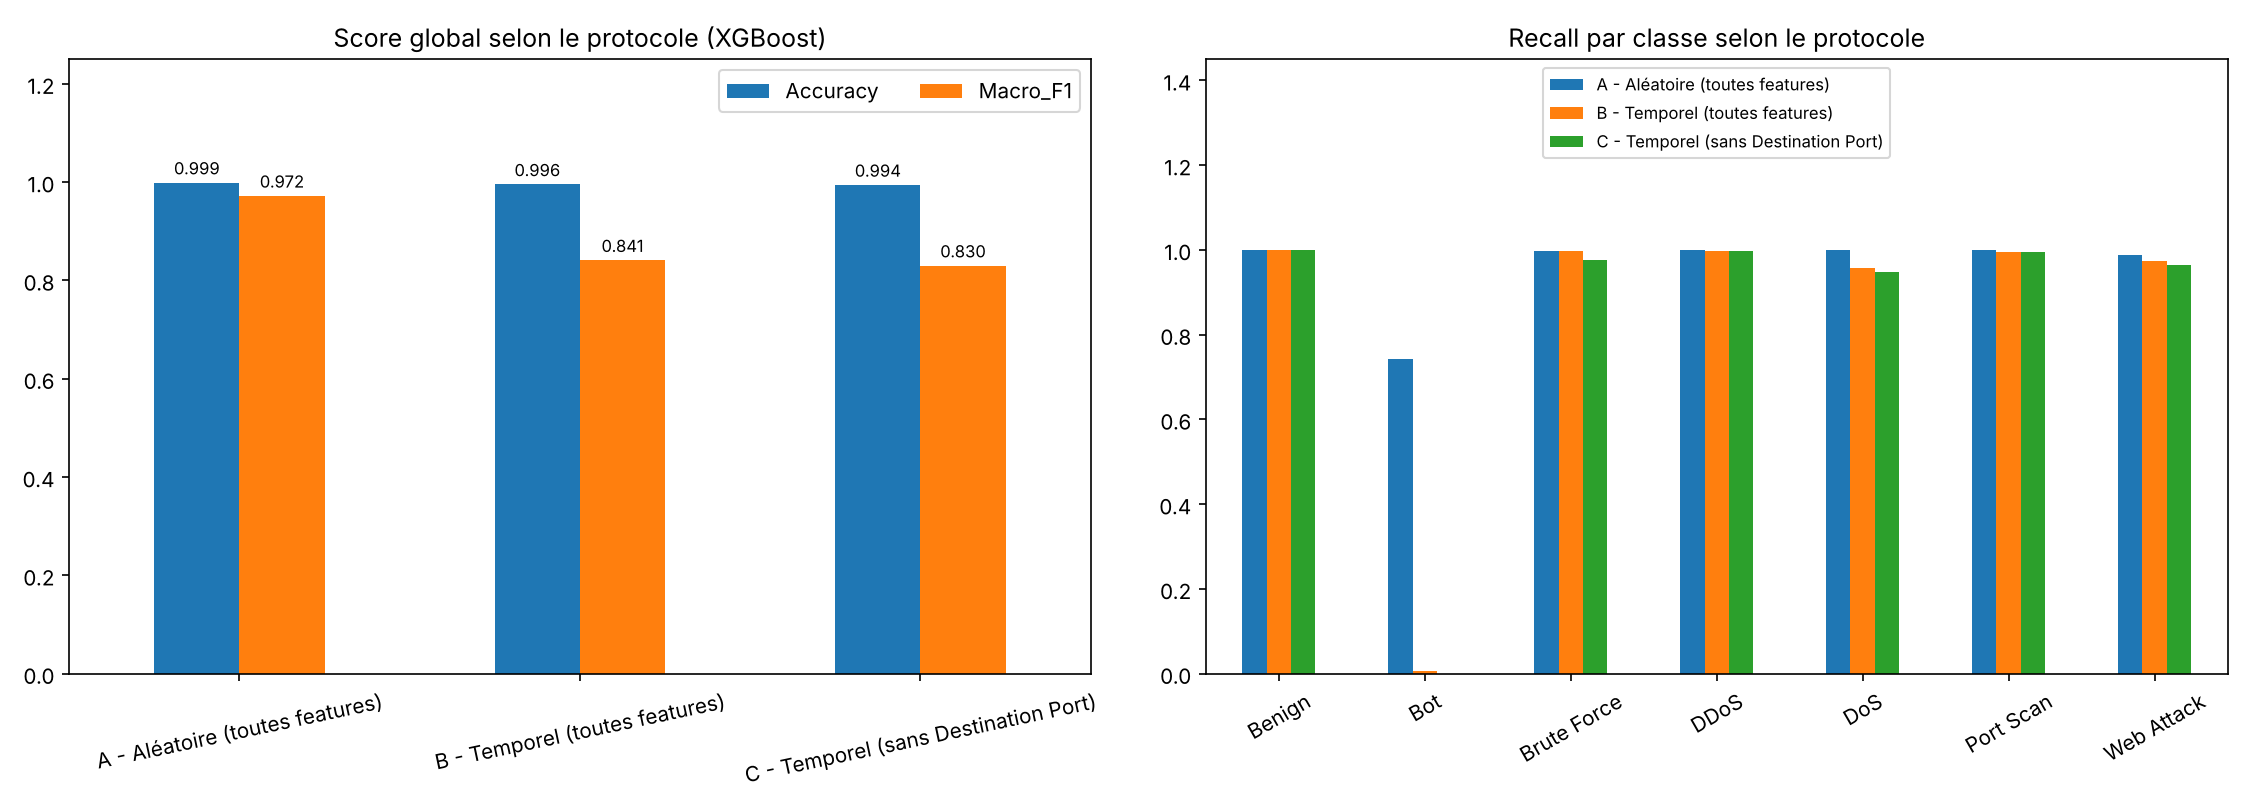 Score global selon le protocole (XGBoost)
Accuracy
Macro_F1
1.2
1.0
0.8
0.6
0.4
0.2
0.0
0.999
0.972
0.996
0.841
0.994
0.830
A - Aléatoire (toutes features)
B - Temporel (toutes features)
C - Temporel (sans Destination Port)
Recall par classe selon le protocole
A - Aléatoire (toutes features)
B - Temporel (toutes features)
C - Temporel (sans Destination Port)
1.4
1.2
1.0
0.8
0.6
0.4
0.2
0.0
Benign
Bot
Brute Force
DDoS
DoS
Port Scan
Web Attack